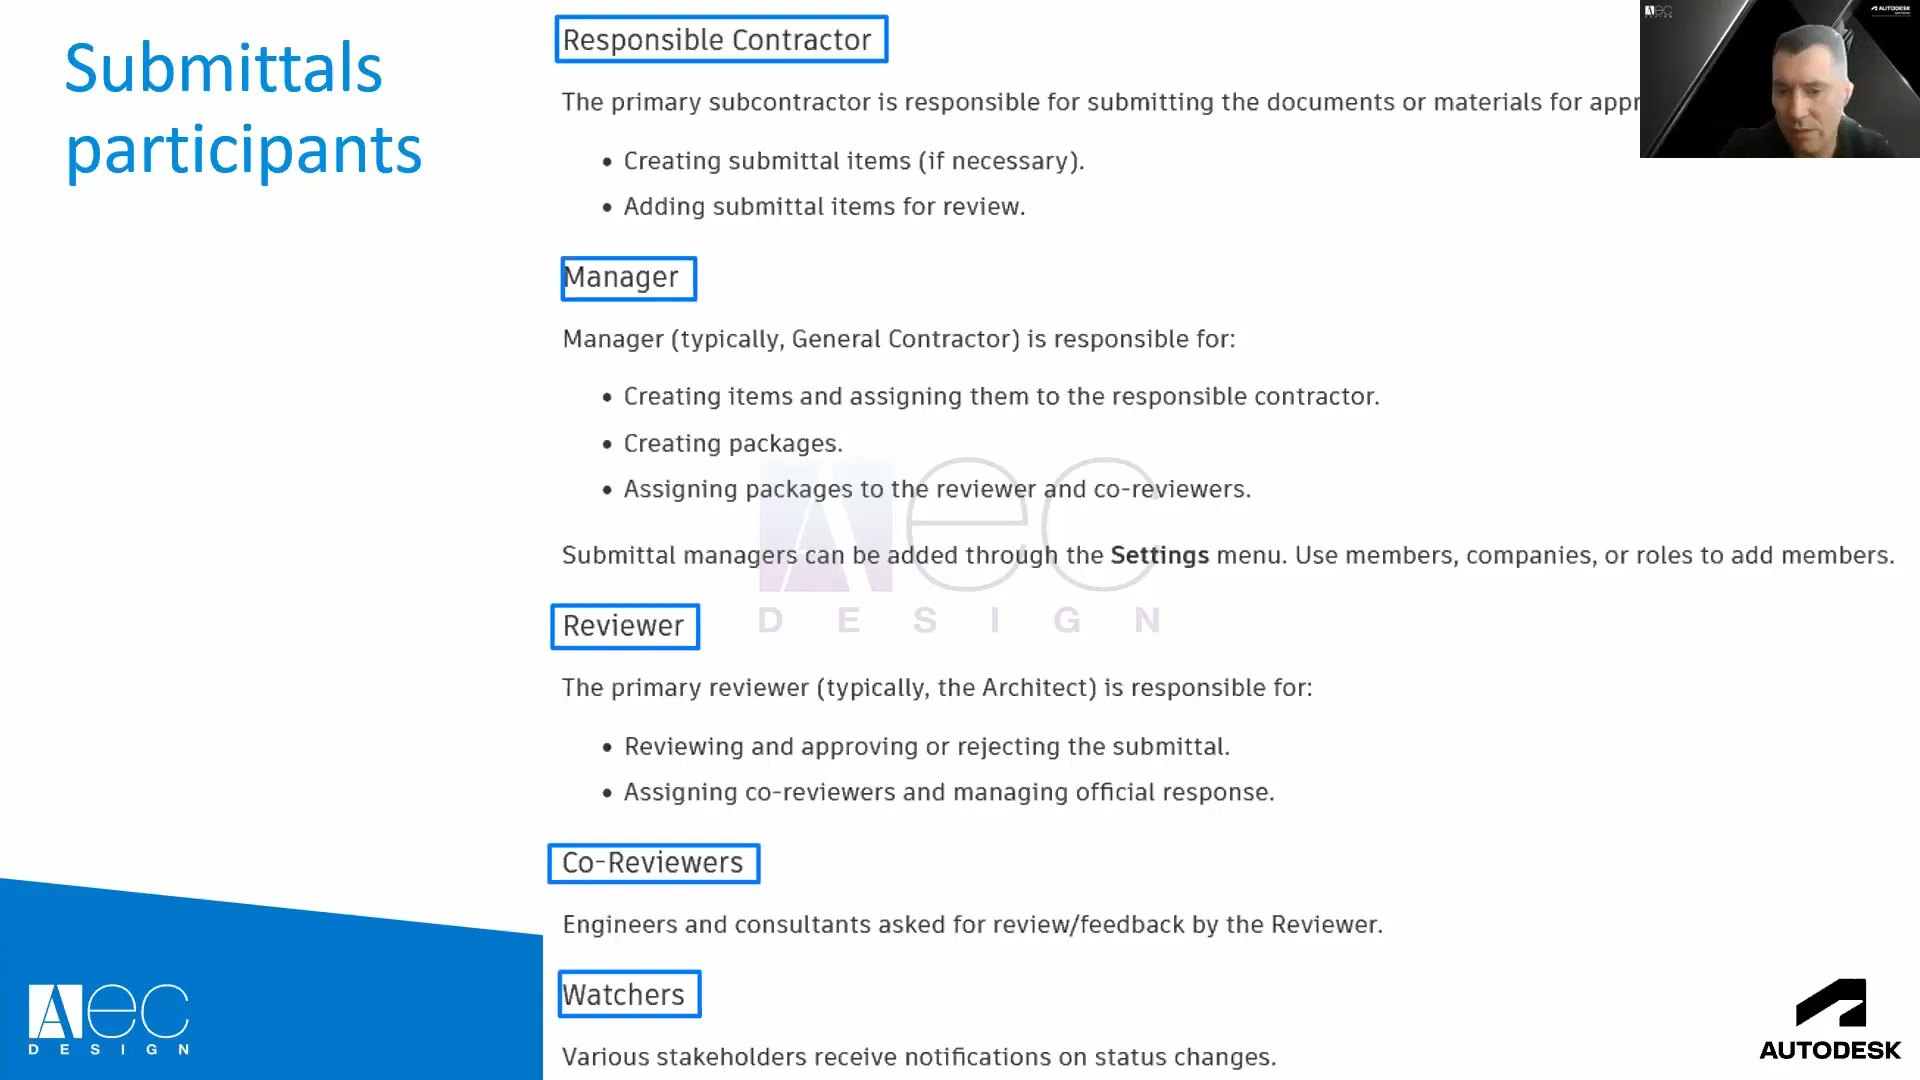 Submittals
participants
Responsible Contractor
The primary subcontractor is responsible for submitting the documents or materials for
• Creating submittal items (if necessary).
• Adding submittal items for review.
Manager
Manager (typically, General Contractor) is responsible for:
• Creating items and assigning them to the responsible contractor.
• Creating packages.
• Assigning packages to the reviewer and co-reviewers.
Submittal managers can be added through the Settings menu. Use members, companies, or roles to add members.
Reviewer
The primary reviewer (typically, the Architect) is responsible for:
• Reviewing and approving or rejecting the submittal.
• Assigning co-reviewers and managing official response.
Co-Reviewers
Engineers and consultants asked for review/feedback by the Reviewer.
Watchers
Various stakeholders receive notifications on status changes.
AEC
DESIGN
AEC
DESIGN
AUTODESK
AEC
AUTODESK